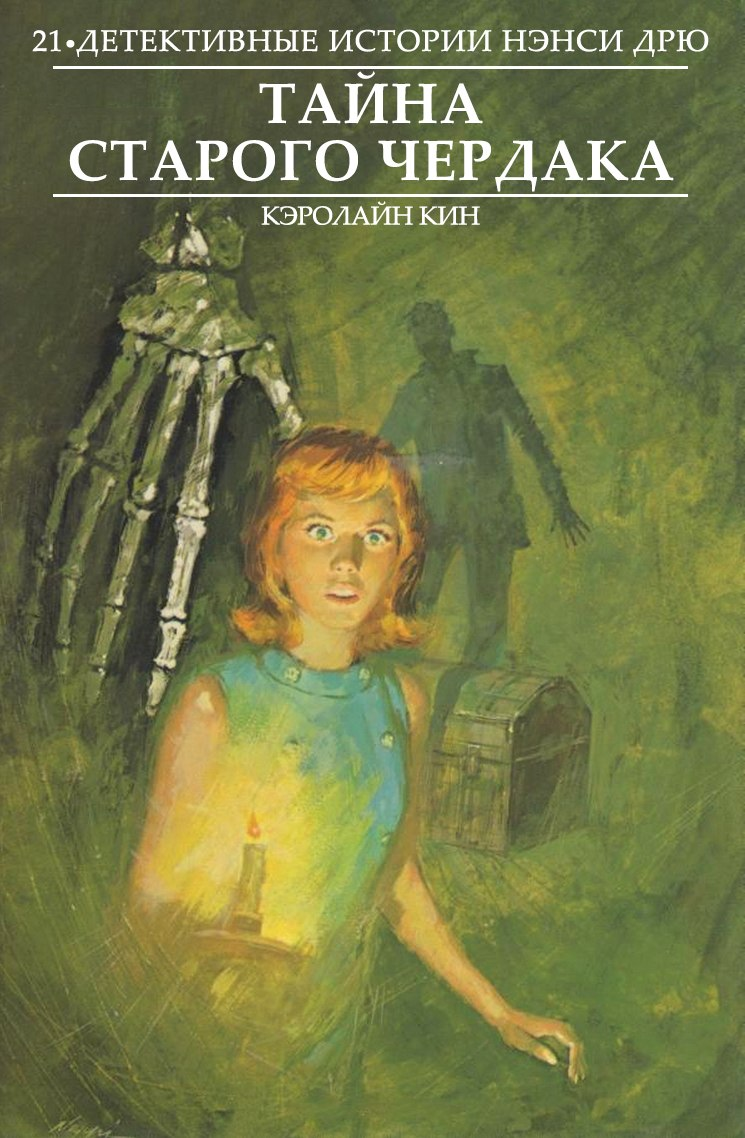 21•ДЕТЕКТИВНЫЕ ИСТОРИИ НЭНСИ ДРЮ
ТАЙНА
СТАРОГО ЧЕРДАКА
КЭРОЛАЙН КИН